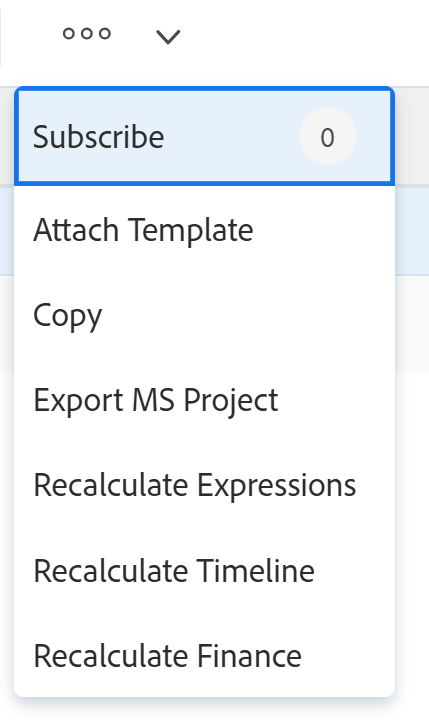 Subscribe 0
Attach Template
Copy
Export MS Project
Recalculate Expressions
Recalculate Timeline
Recalculate Finance